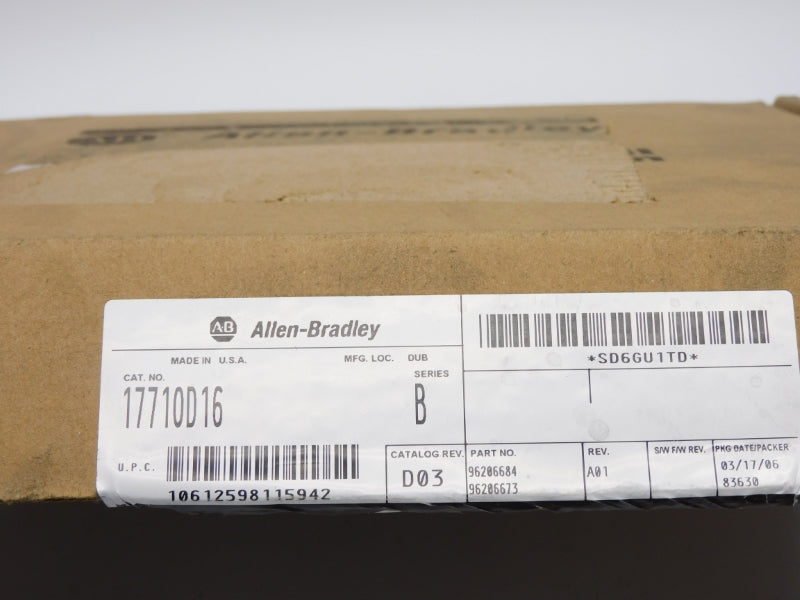 Allen-Bradley
AB Allen-Bradley
MADE IN U.S.A. MFG. LOC. DUB
CAT. NO. SERIES
1771OD16 B
U.P.C.
10612598115942
*SD6GU1TD*
CATALOG REV. D03
PART NO.
96206684
96206673
REV.
A01
S/W F/W REV.
PKG DATE/PACKER
03/17/06
83630